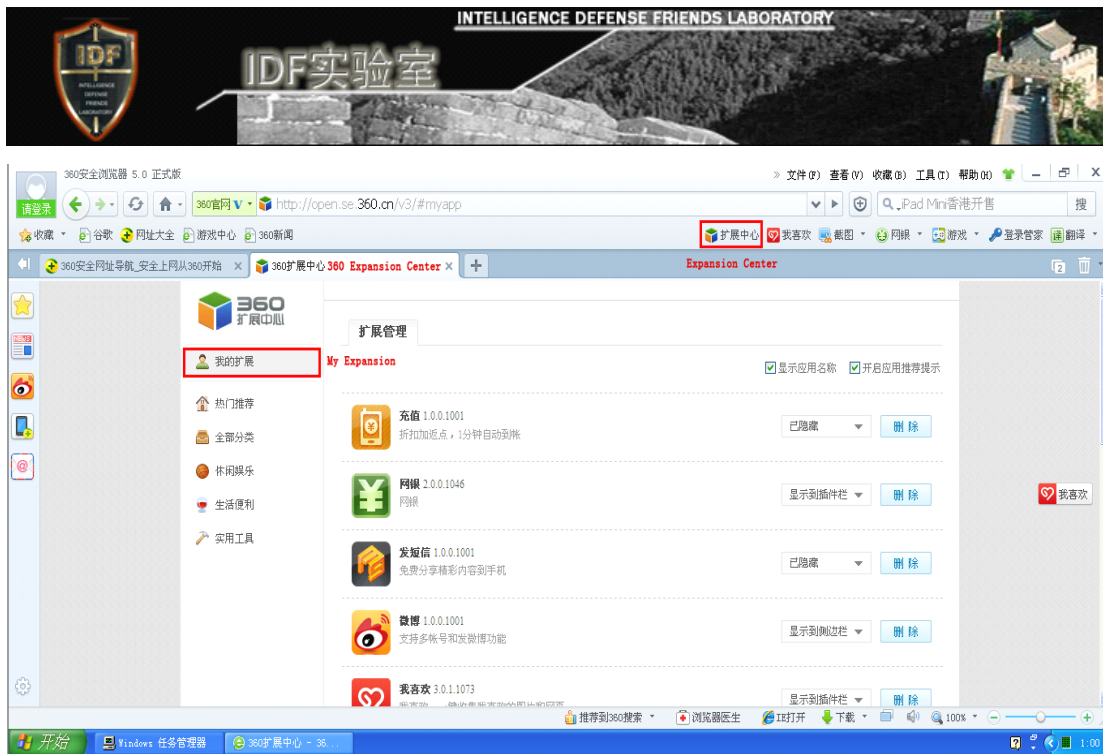 INTELLIGENCE DEFENSE FRIENDS LABORATORY
IDF
INTELLIGENCE
DEFENSE
FRIENDS
LABORATORY
IDF实验室
360安全浏览器 5.0 正式版
» 文件(F) 查看(V) 收藏(B) 工具(T) 帮助(H)
请登录
360官网 V
http://open.se.360.cn/v3/#myapp
iPad Mini香港开售
搜
收藏 谷歌 网址大全 游戏中心 360新闻
扩展中心 我喜欢 截图 网银 游戏 登录管家 译 翻译
360安全网址导航_安全上网从360开始 ×
360扩展中心 360 Expansion Center × +
Expansion Center
2
360
扩展中心
扩展管理
我的扩展
My Expansion
显示应用名称 开启应用推荐提示
热门推荐
全部分类
休闲娱乐
生活便利
实用工具
充值 1.0.0.1001
折扣加返点，1分钟自动到帐
已隐藏 删 除
网银 2.0.0.1046
网银
显示到插件栏 删 除
我喜欢
发短信 1.0.0.1001
免费分享精彩内容到手机
已隐藏 删 除
微博 1.0.0.1001
支持多帐号和发微博功能
显示到侧边栏 删 除
我喜欢 3.0.1.1073
显示到插件栏 删 除
推荐到360搜索 浏览器医生 IE打开 下载 100%
开始 Windows 任务管理器 360扩展中心 - 36...
1:00